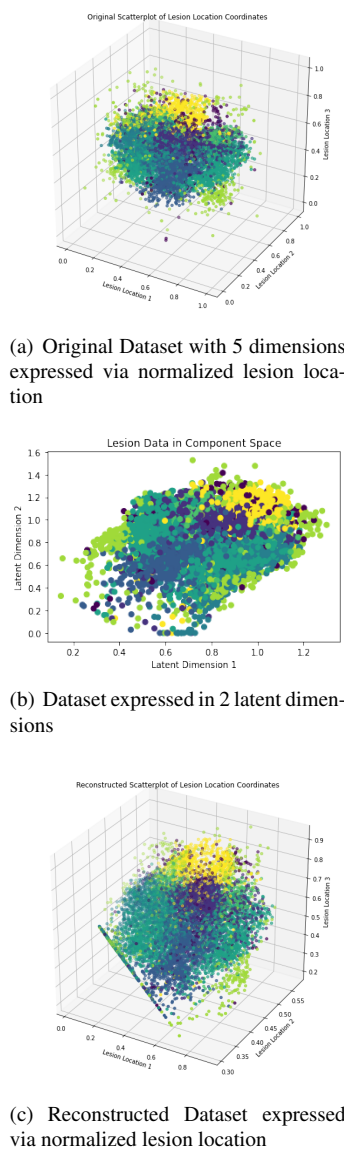 Original Scatterplot of Lesion Location Coordinates
1.0
0.8
0.6
0.4
0.2
0.0
Lesion Location 3
0.0
0.2
0.4
0.6
0.8
1.0
Lesion Location 1
0.0
0.2
0.4
0.6
0.8
1.0
Lesion Location 2
(a) Original Dataset with 5 dimensions
expressed via normalized lesion loca-
tion
Lesion Data in Component Space
1.6
1.4
1.2
1.0
0.8
0.6
0.4
0.2
0.0
Latent Dimension 2
0.2
0.4
0.6
0.8
1.0
1.2
Latent Dimension 1
(b) Dataset expressed in 2 latent dimen-
sions
Reconstructed Scatterplot of Lesion Location Coordinates
0.9
0.8
0.7
0.6
0.5
0.4
0.3
0.2
Lesion Location 3
0.0
0.2
0.4
0.6
0.8
Lesion Location 1
0.30
0.35
0.40
0.45
0.50
0.55
Lesion Location 2
(c) Reconstructed Dataset expressed
via normalized lesion location